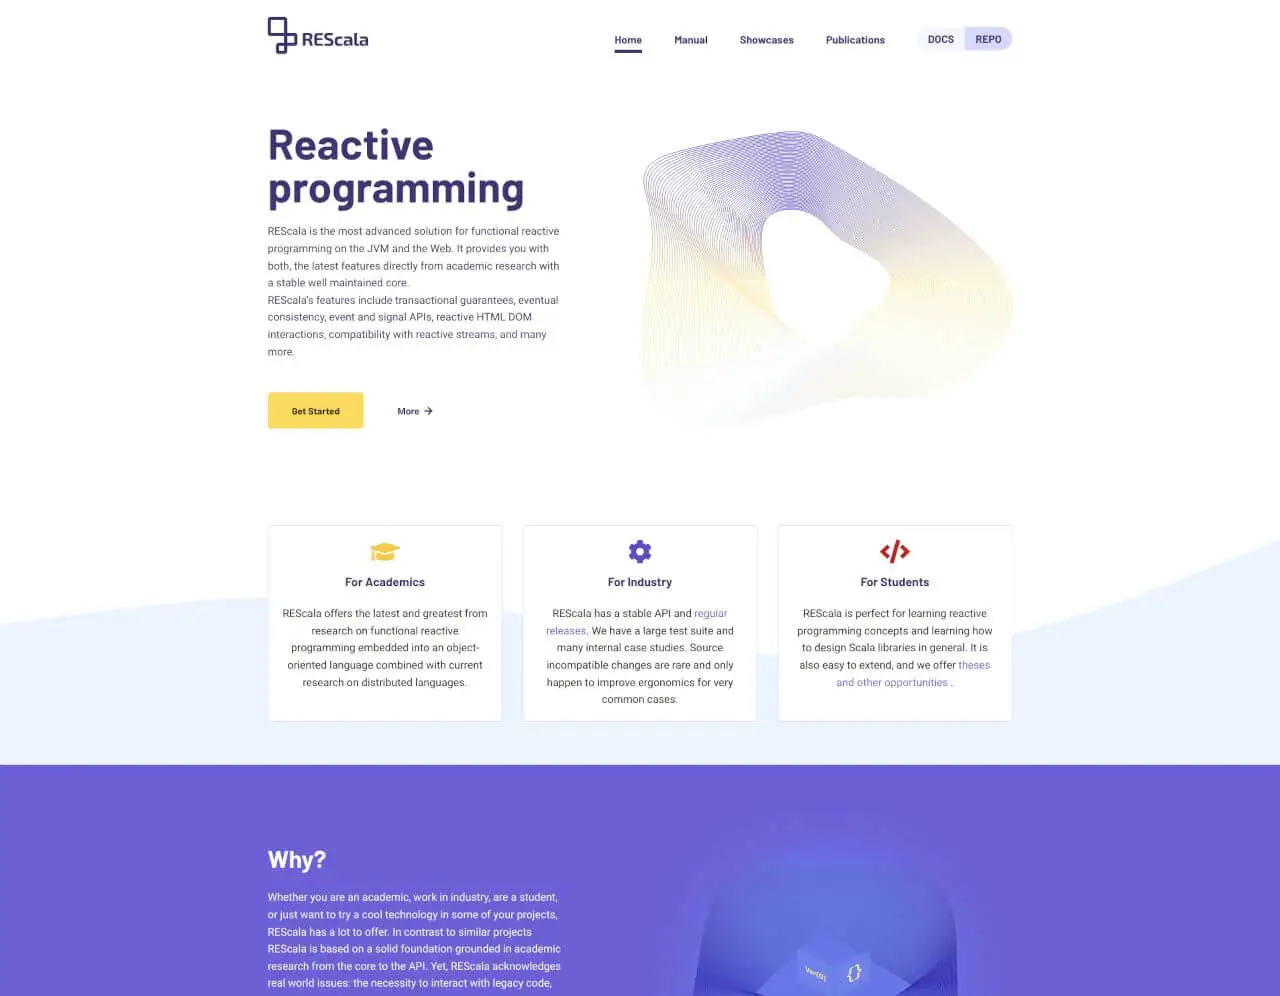 REScala
Home
Manual
Showcases
Publications
DOCS
REPO
Reactive
programming
REScala is the most advanced solution for functional reactive
programming on the JVM and the Web. It provides you with
both, the latest features directly from academic research with
a stable well maintained core.
REScala's features include transactional guarantees, eventual
consistency, event and signal APIs, reactive HTML DOM
interactions, compatibility with reactive streams, and many
more.
Get Started
More →
For Academics
REScala offers the latest and greatest from
research on functional reactive
programming embedded into an object-
oriented language combined with current
research on distributed languages.
For Industry
REScala has a stable API and regular
releases. We have a large test suite and
many internal case studies. Source
incompatible changes are rare and only
happen to improve ergonomics for very
common cases.
For Students
REScala is perfect for learning reactive
programming concepts and learning how
to design Scala libraries in general. It is
also easy to extend, and we offer theses
and other opportunities .
Why?
Whether you are an academic, work in industry, are a student,
or just want to try a cool technology in some of your projects,
REScala has a lot to offer. In contrast to similar projects
REScala is based on a solid foundation grounded in academic
research from the core to the API. Yet, REScala acknowledges
real world issues: the necessity to interact with legacy code,
Var(0)
{}